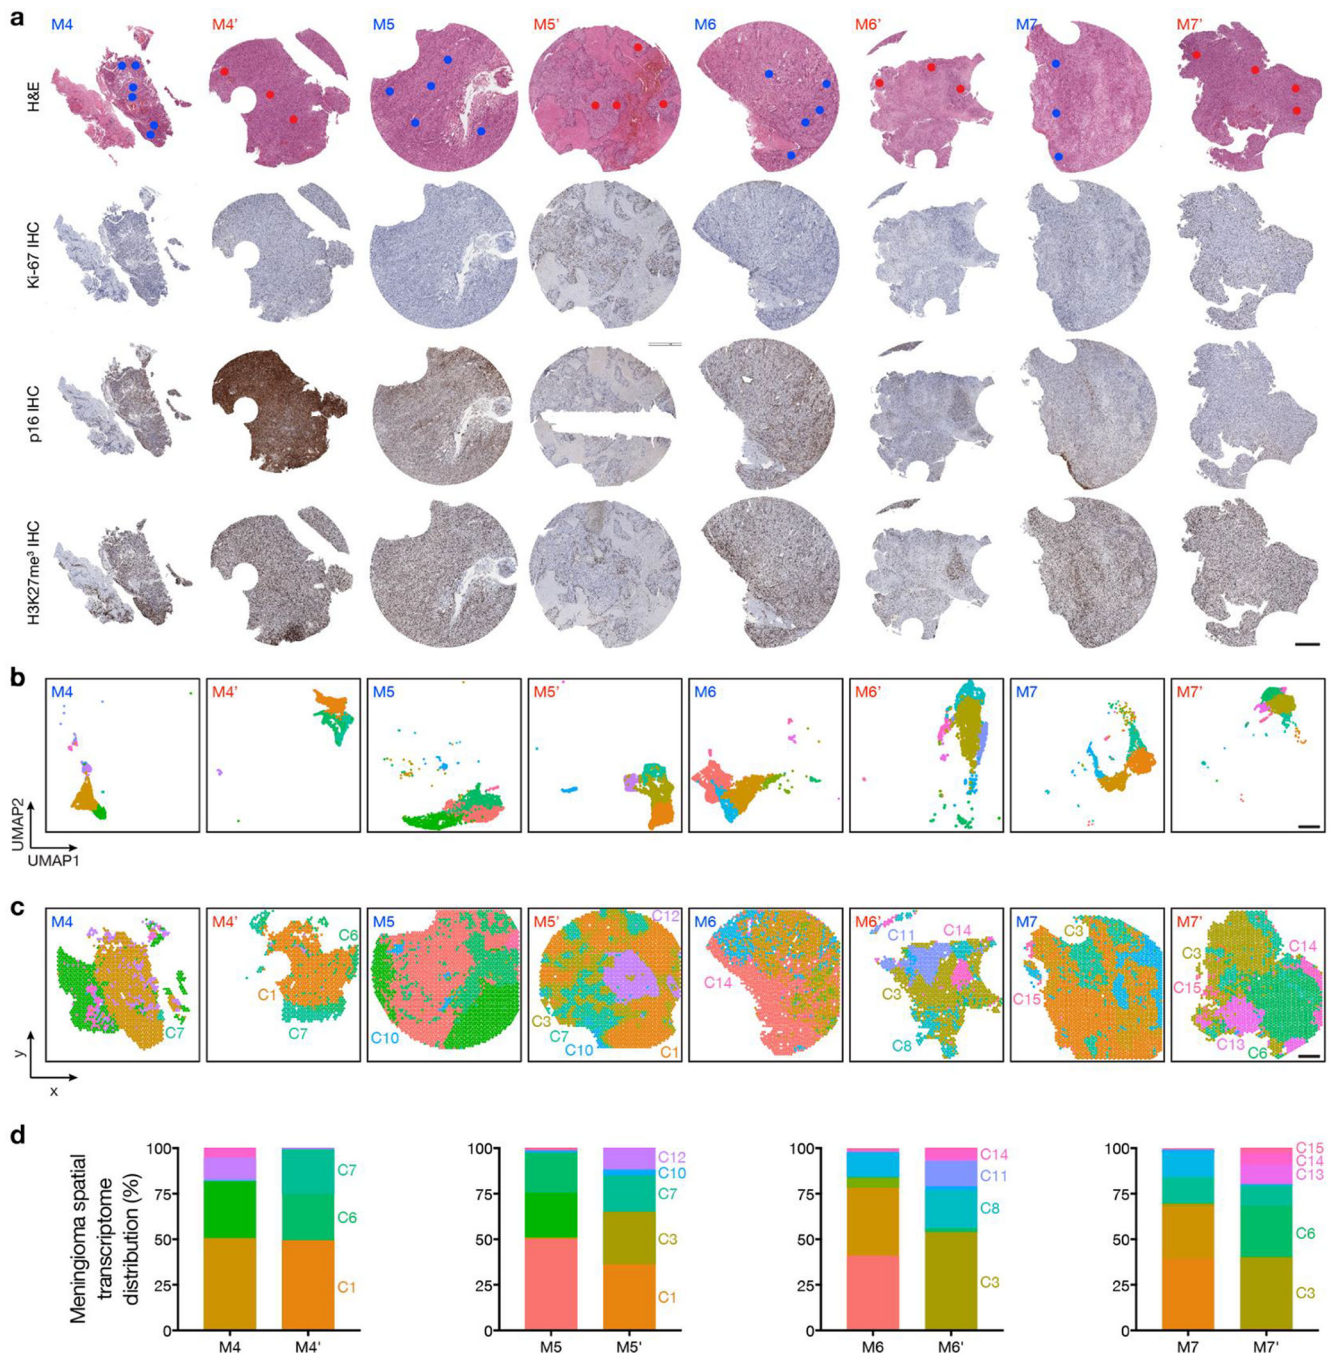 a
M4 M4' M5 M5' M6 M6' M7 M7'
H&E
Ki-67 IHC
p16 IHC
H3K27me³ IHC
b
M4 M4' M5 M5' M6 M6' M7 M7'
UMAP2
UMAP1
c
M4 M4' M5 M5' M6 M6' M7 M7'
C7
C6
C1
C7
C10
C12
C3
C7
C10
C1
C14
C11
C14
C3
C8
C3
C15
C3
C14
C15
C13
C6
y
x
d
Meningioma spatial
transcriptome
distribution (%)
100
75
50
25
0
M4 M4'
C7
C6
C1
100
75
50
25
0
M5 M5'
C12
C10
C7
C3
C1
100
75
50
25
0
M6 M6'
C14
C11
C8
C3
100
75
50
25
0
M7 M7'
C15
C14
C13
C6
C3